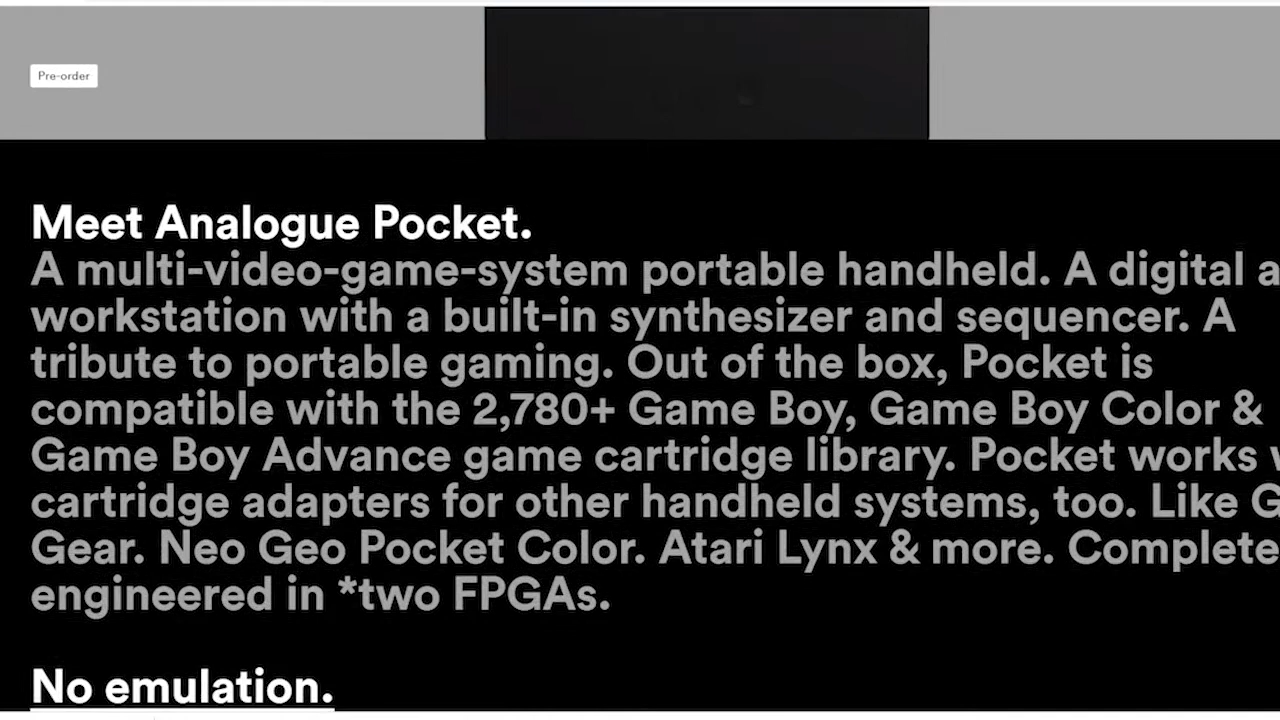 Pre-order
Meet Analogue Pocket.
A multi-video-game-system portable handheld. A digital a
workstation with a built-in synthesizer and sequencer. A
tribute to portable gaming. Out of the box, Pocket is
compatible with the 2,780+ Game Boy, Game Boy Color &
Game Boy Advance game cartridge library. Pocket works
cartridge adapters for other handheld systems, too. Like G
Gear. Neo Geo Pocket Color. Atari Lynx & more. Complete
engineered in *two FPGAs.
No emulation.